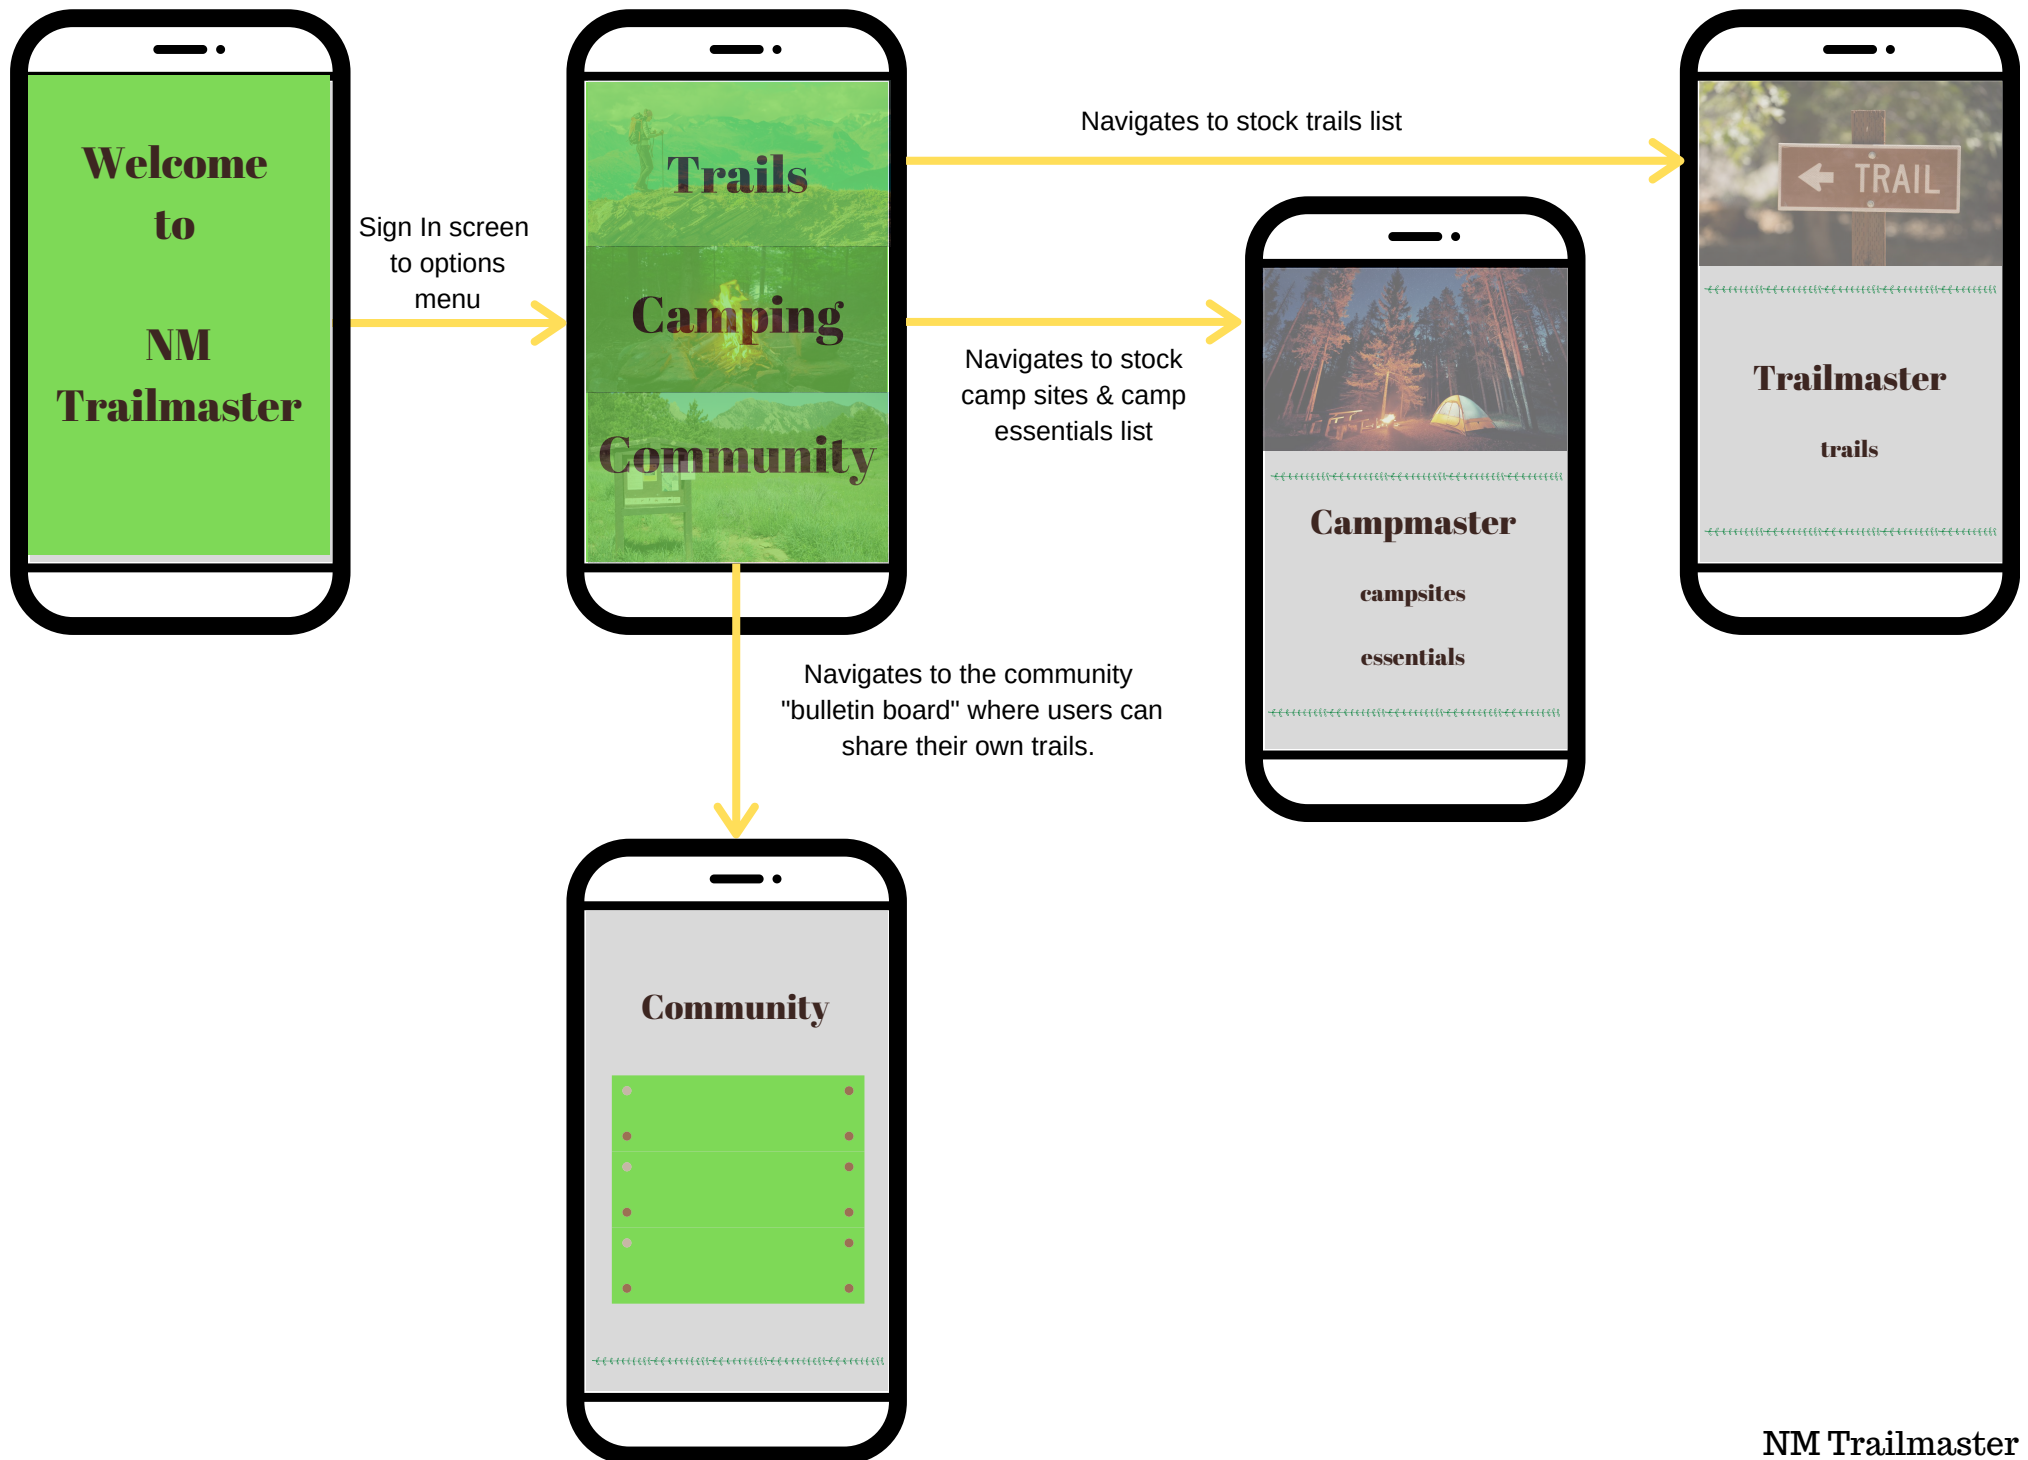 Welcome
to
NM
Trailmaster
Sign In screen
to options
menu
Trails
Camping
Community
Navigates to stock trails list
Navigates to stock
camp sites & camp
essentials list
TRAIL
Trailmaster
trails
Campmaster
campsites
essentials
Navigates to the community
"bulletin board" where users can
share their own trails.
Community
NM Trailmaster